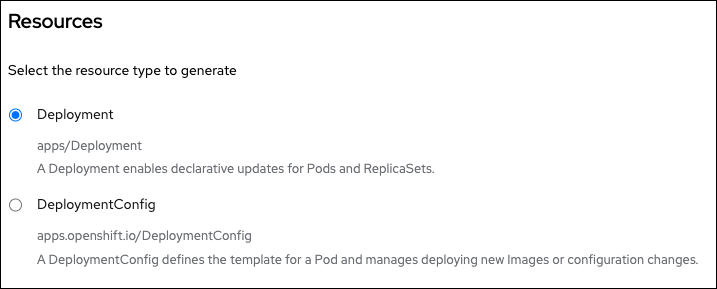 Resources
Select the resource type to generate
Deployment
apps/Deployment
A Deployment enables declarative updates for Pods and ReplicaSets.
DeploymentConfig
apps.openshift.io/DeploymentConfig
A DeploymentConfig defines the template for a Pod and manages deploying new Images or configuration changes.